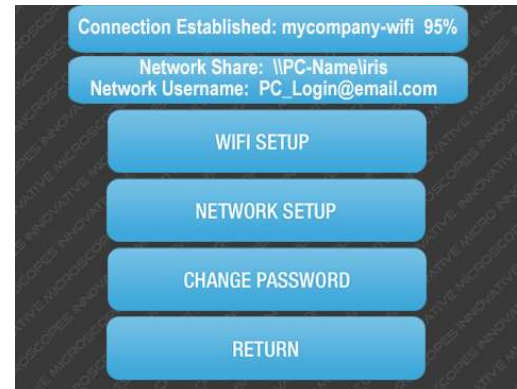 Connection Established: mycompany-wifi 95%
Network Share: \\PC-Name\iris
Network Username: PC_Login@email.com
WIFI SETUP
NETWORK SETUP
CHANGE PASSWORD
RETURN